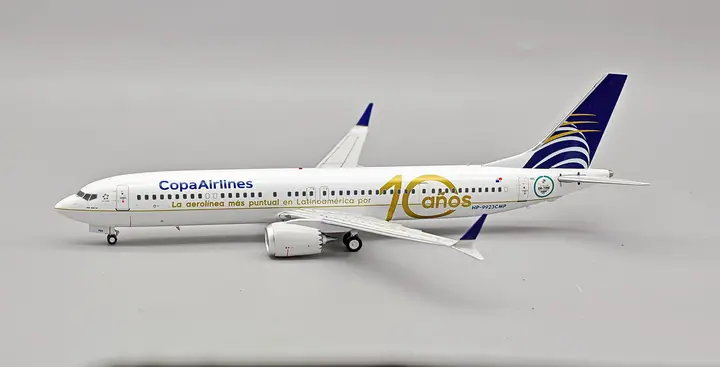 CopaAirlines
La aerolínea más puntual en Latinoamérica por
10 años
HP-9923CMP